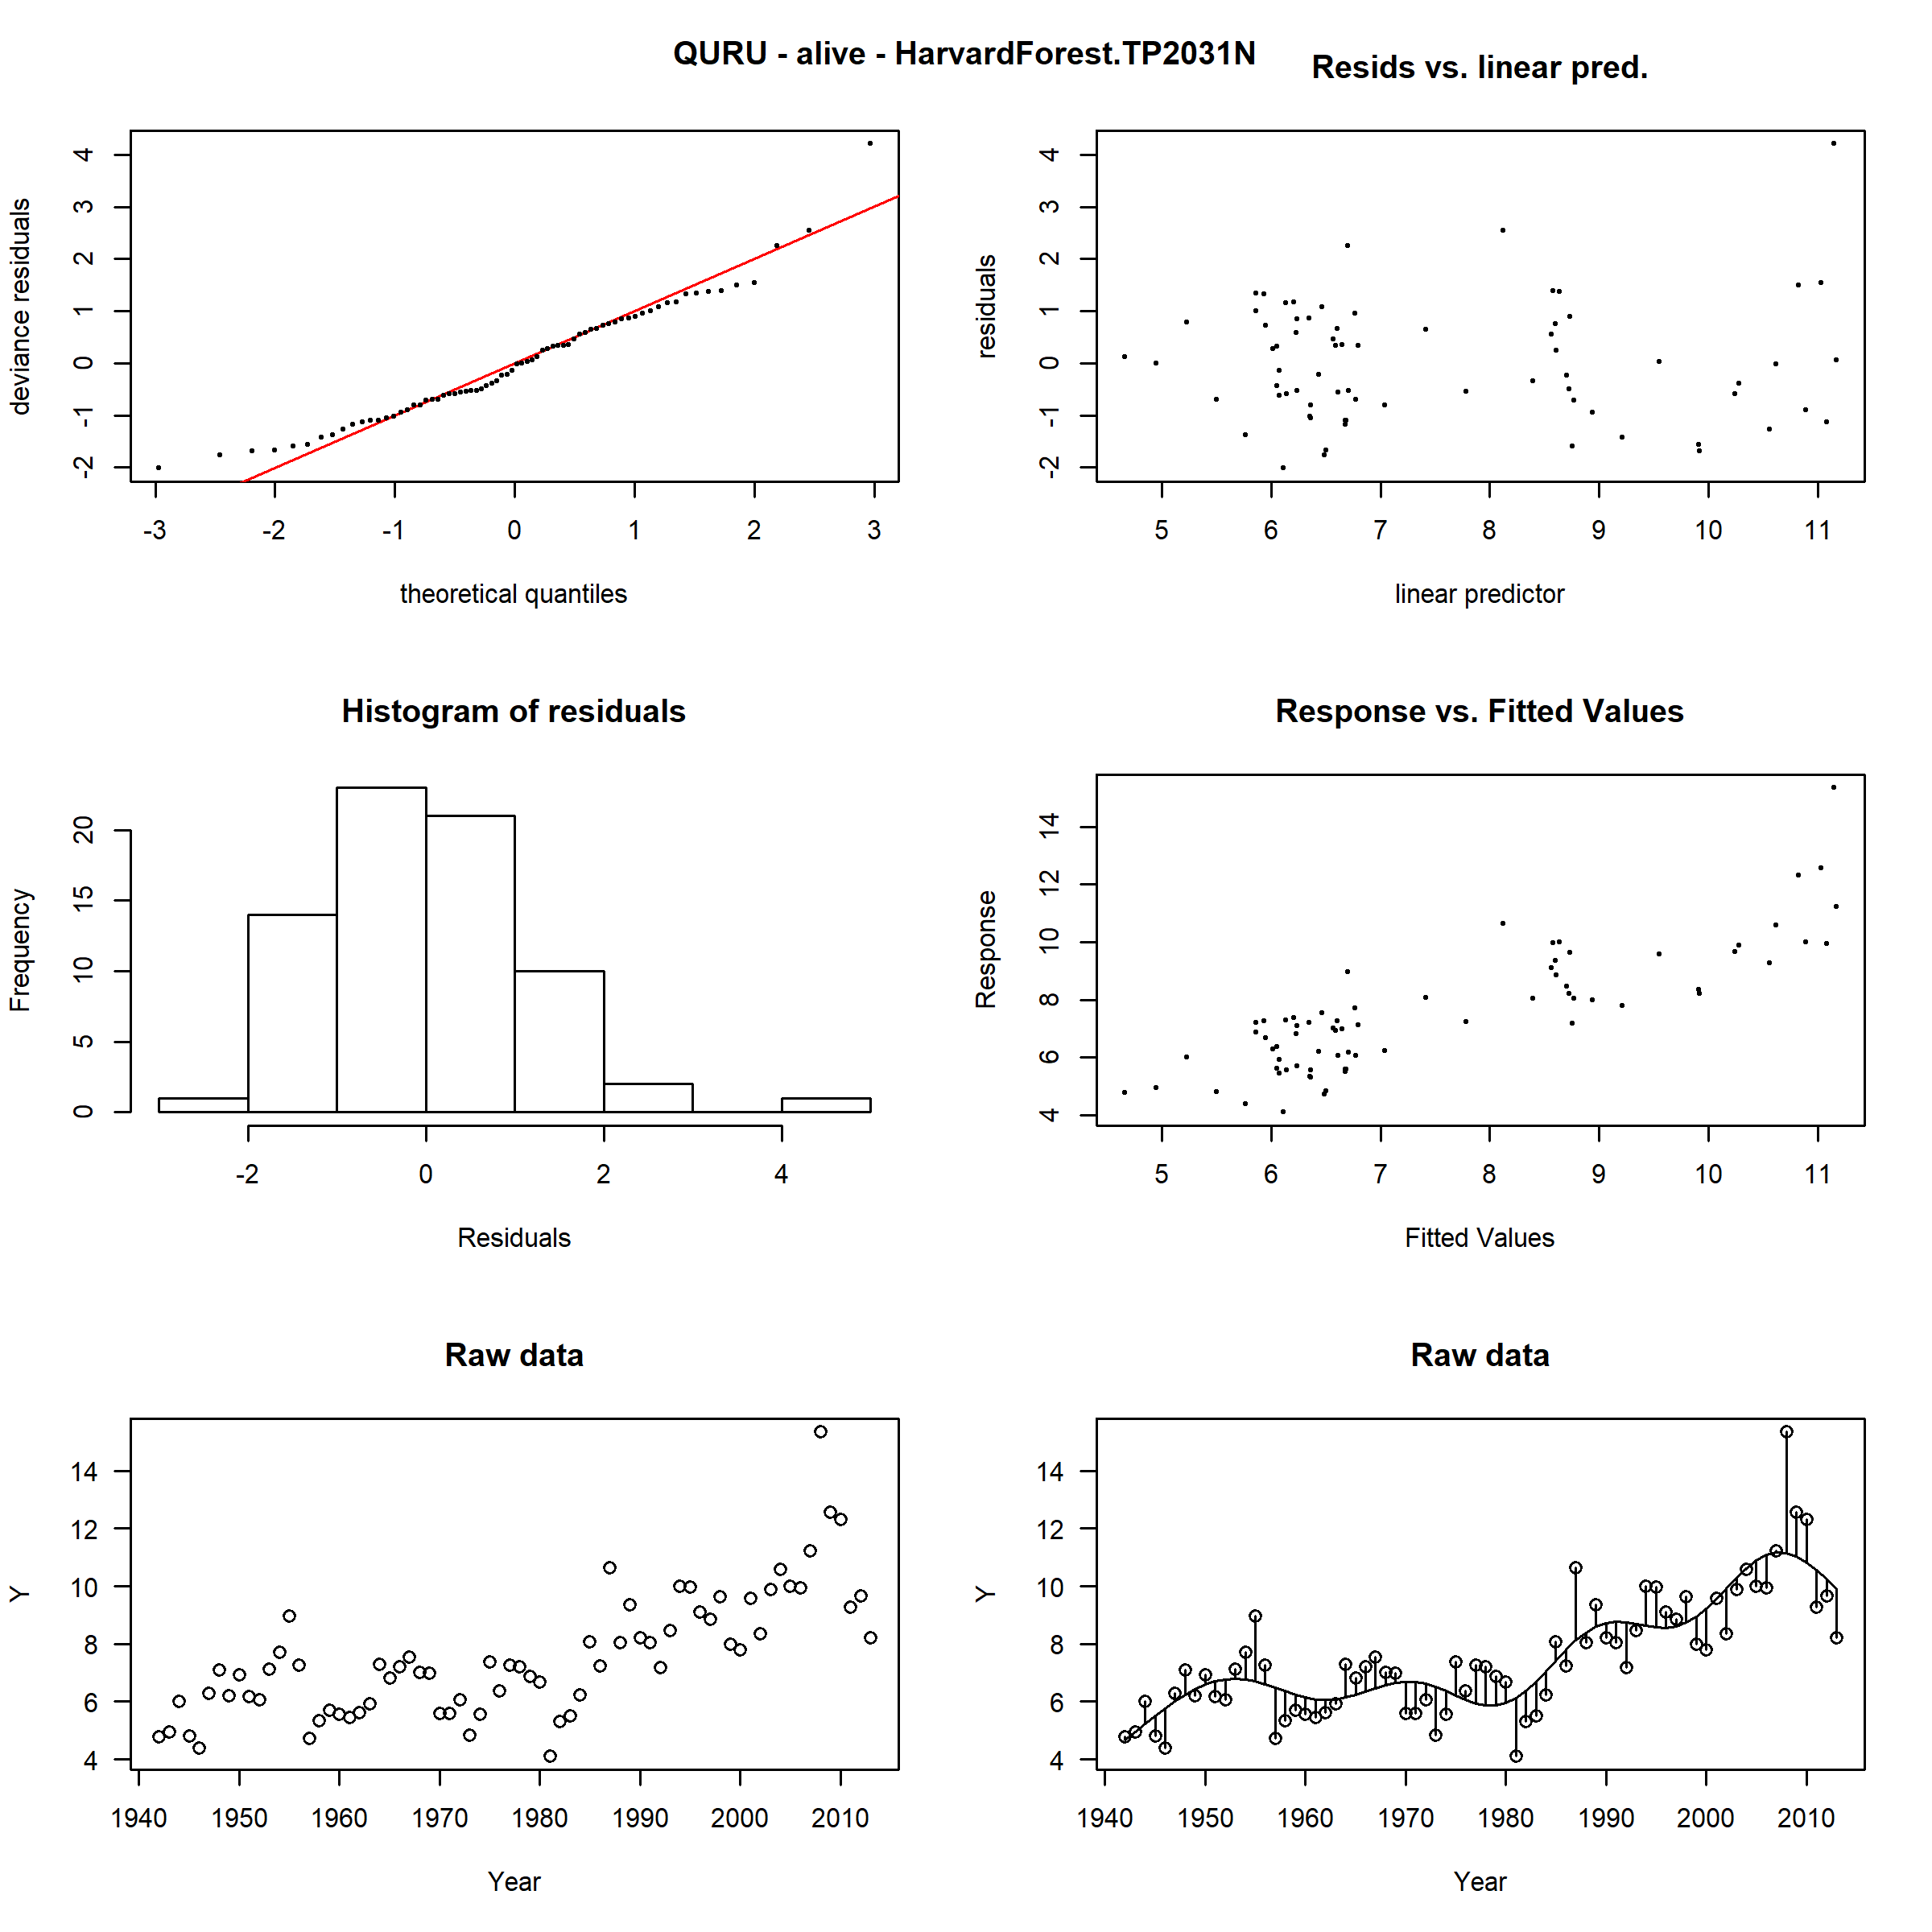 QURU - alive - HarvardForest.TP2031N
Resids vs. linear pred.
deviance residuals
-2 -1 0 1 2 3 4
-3 -2 -1 0 1 2 3
theoretical quantiles
residuals
-2 -1 0 1 2 3 4
5 6 7 8 9 10 11
linear predictor
Histogram of residuals
Frequency
0 5 10 15 20
-2 0 2 4
Residuals
Response vs. Fitted Values
Response
4 6 8 10 12 14
5 6 7 8 9 10 11
Fitted Values
Raw data
Y
4 6 8 10 12 14
1940 1950 1960 1970 1980 1990 2000 2010
Year
Raw data
Y
4 6 8 10 12 14
1940 1950 1960 1970 1980 1990 2000 2010
Year